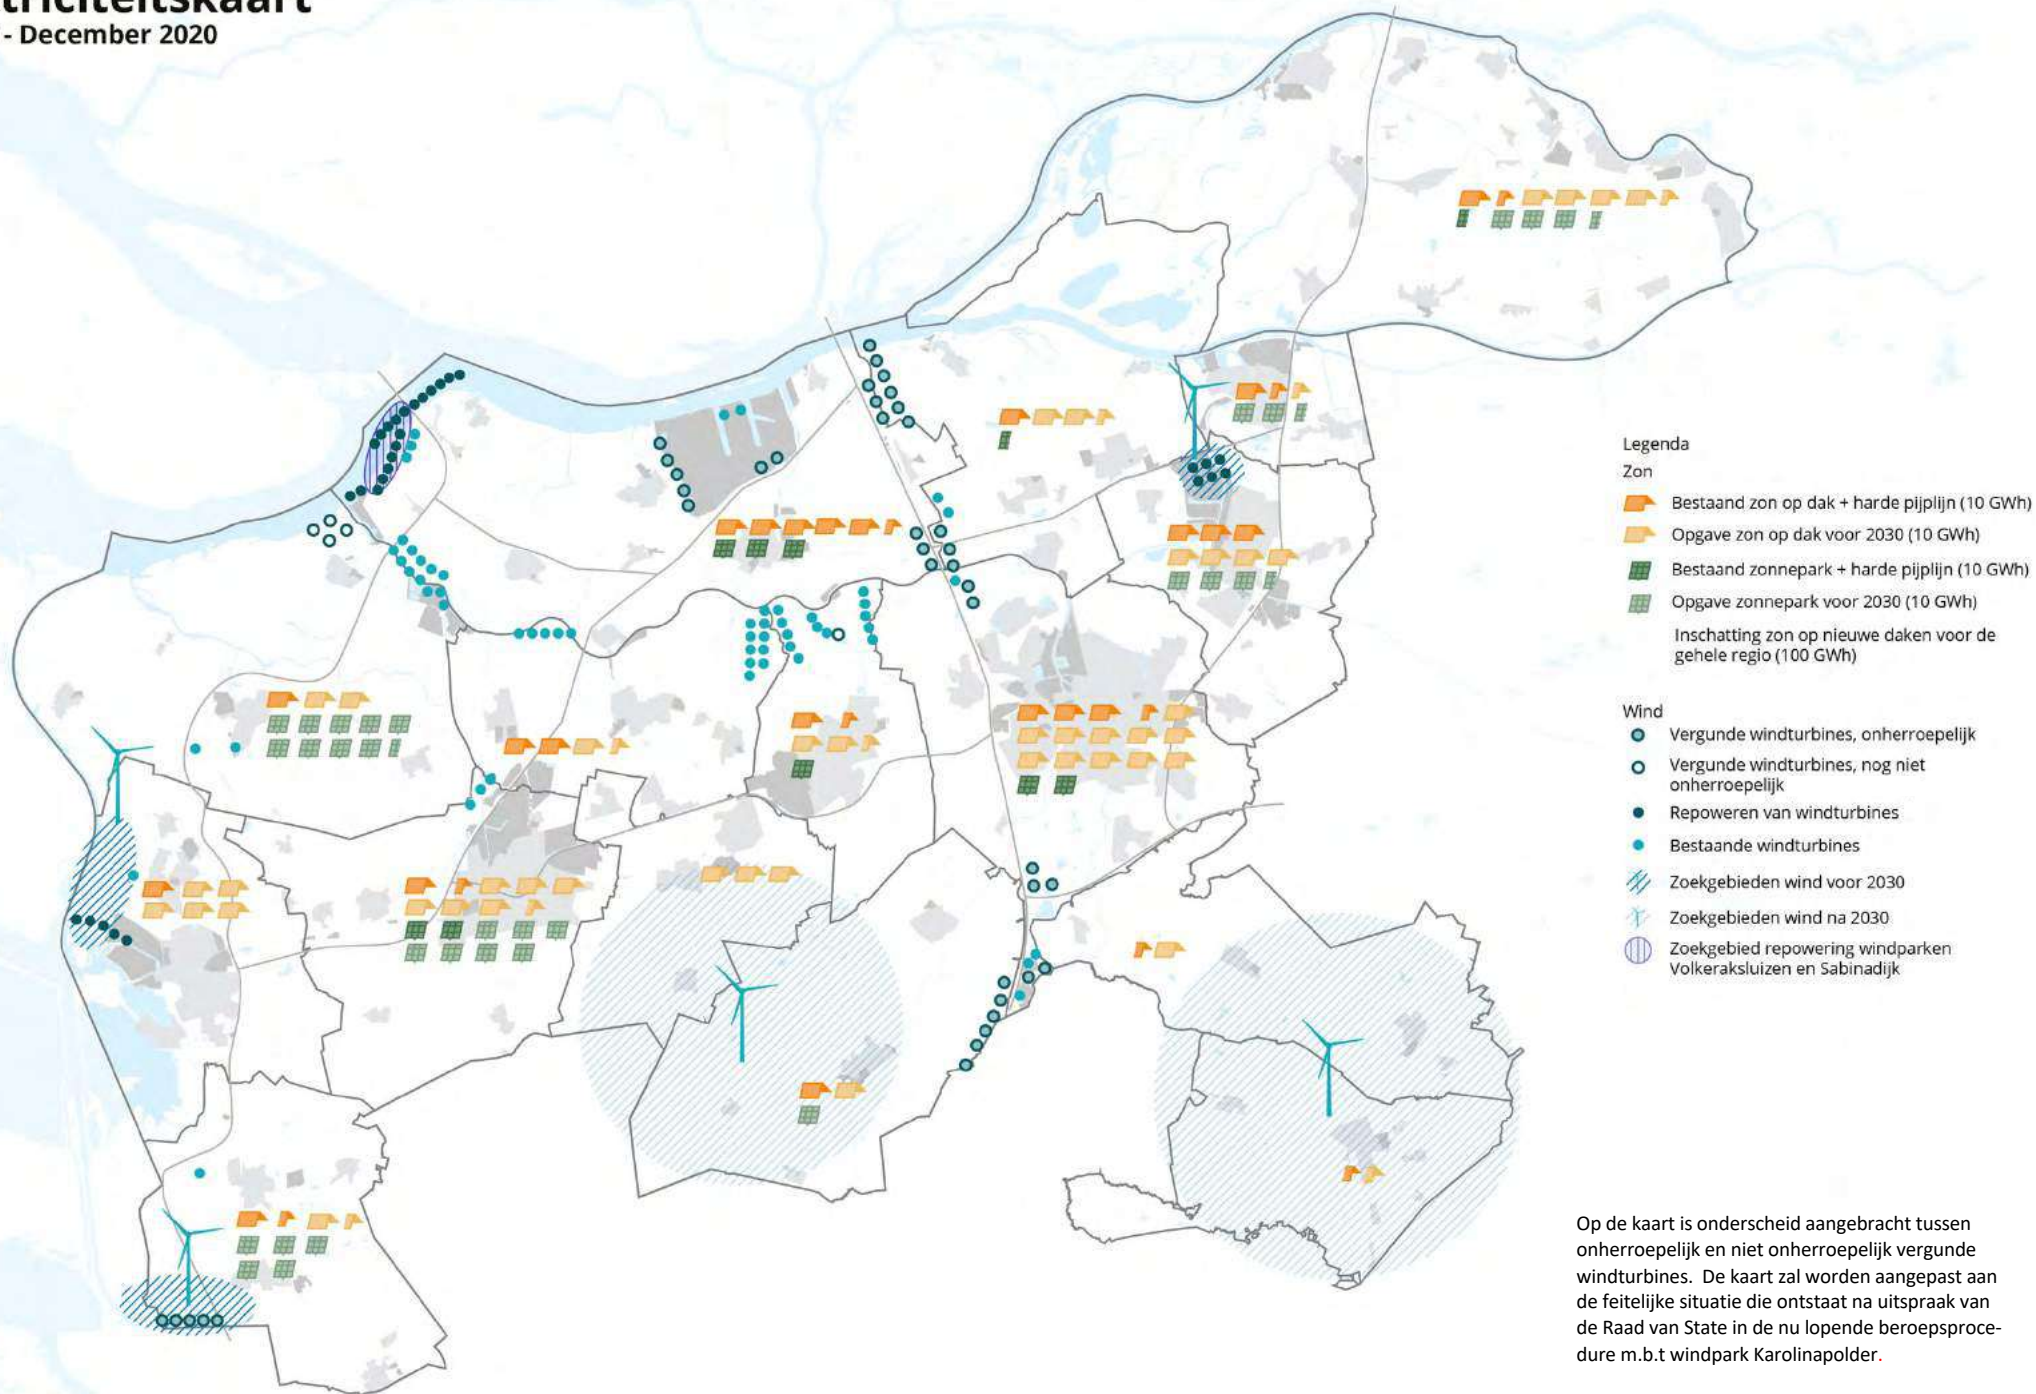 triciteitskaart
- December 2020
Legenda
Zon
Bestaand zon op dak + harde pijplijn (10 GWh)
Opgave zon op dak voor 2030 (10 GWh)
Bestaand zonnepark + harde pijplijn (10 GWh)
Opgave zonnepark voor 2030 (10 GWh)
Inschatting zon op nieuwe daken voor de
gehele regio (100 GWh)
Wind
Vergunde windturbines, onherroepelijk
Vergunde windturbines, nog niet
onherroepelijk
Repoweren van windturbines
Bestaande windturbines
Zoekgebieden wind voor 2030
Zoekgebieden wind na 2030
Zoekgebied repowering windparken
Volkeraksluizen en Sabinadijk
Op de kaart is onderscheid aangebracht tussen
onherroepelijk en niet onherroepelijk vergunde
windturbines. De kaart zal worden aangepast aan
de feitelijke situatie die ontstaat na uitspraak van
de Raad van State in de nu lopende beroepsproce-
dure m.b.t windpark Karolinapolder.